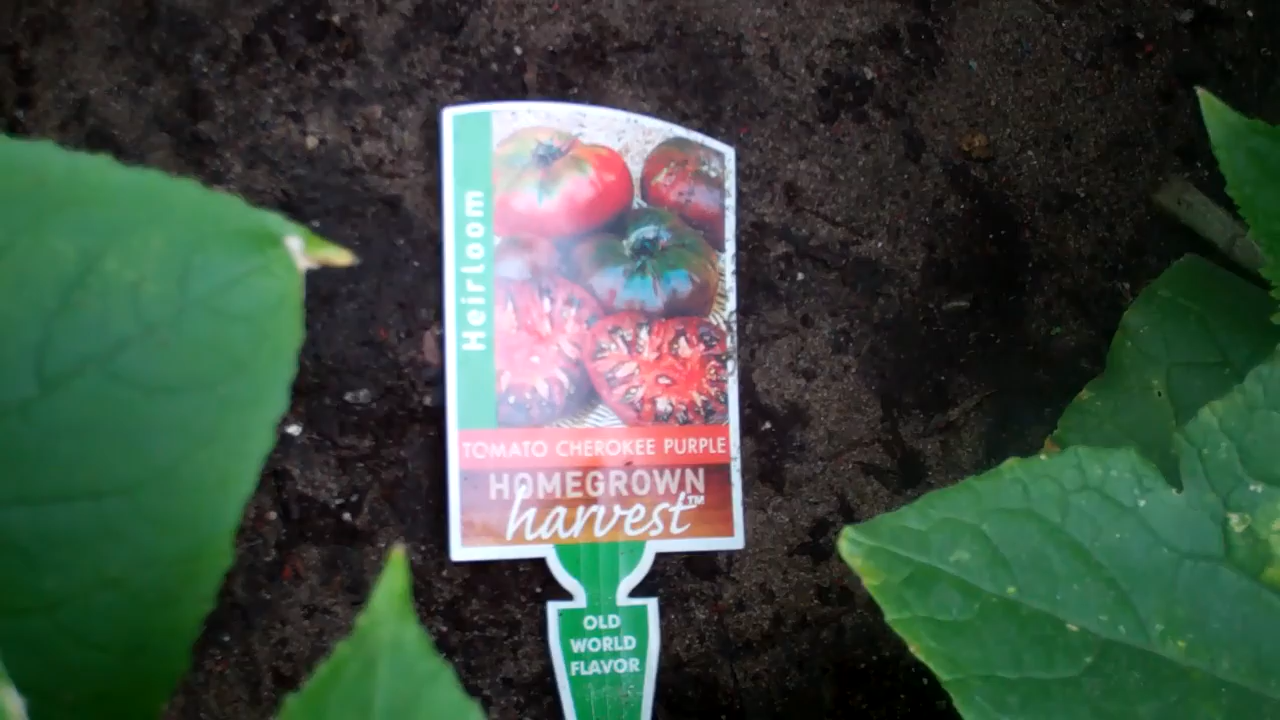 Heirloom
TOMATO CHEROKEE PURPLE
HOMEGROWN
harvest™
OLD
WORLD
FLAVOR